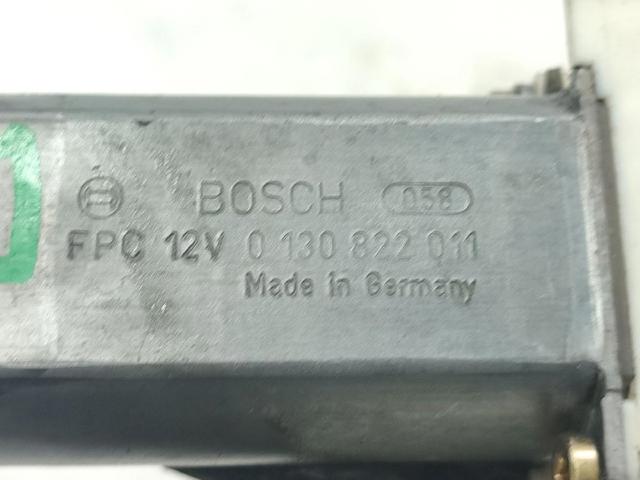 BOSCH 058
FPC 12V 0 130 822 011
Made in Germany